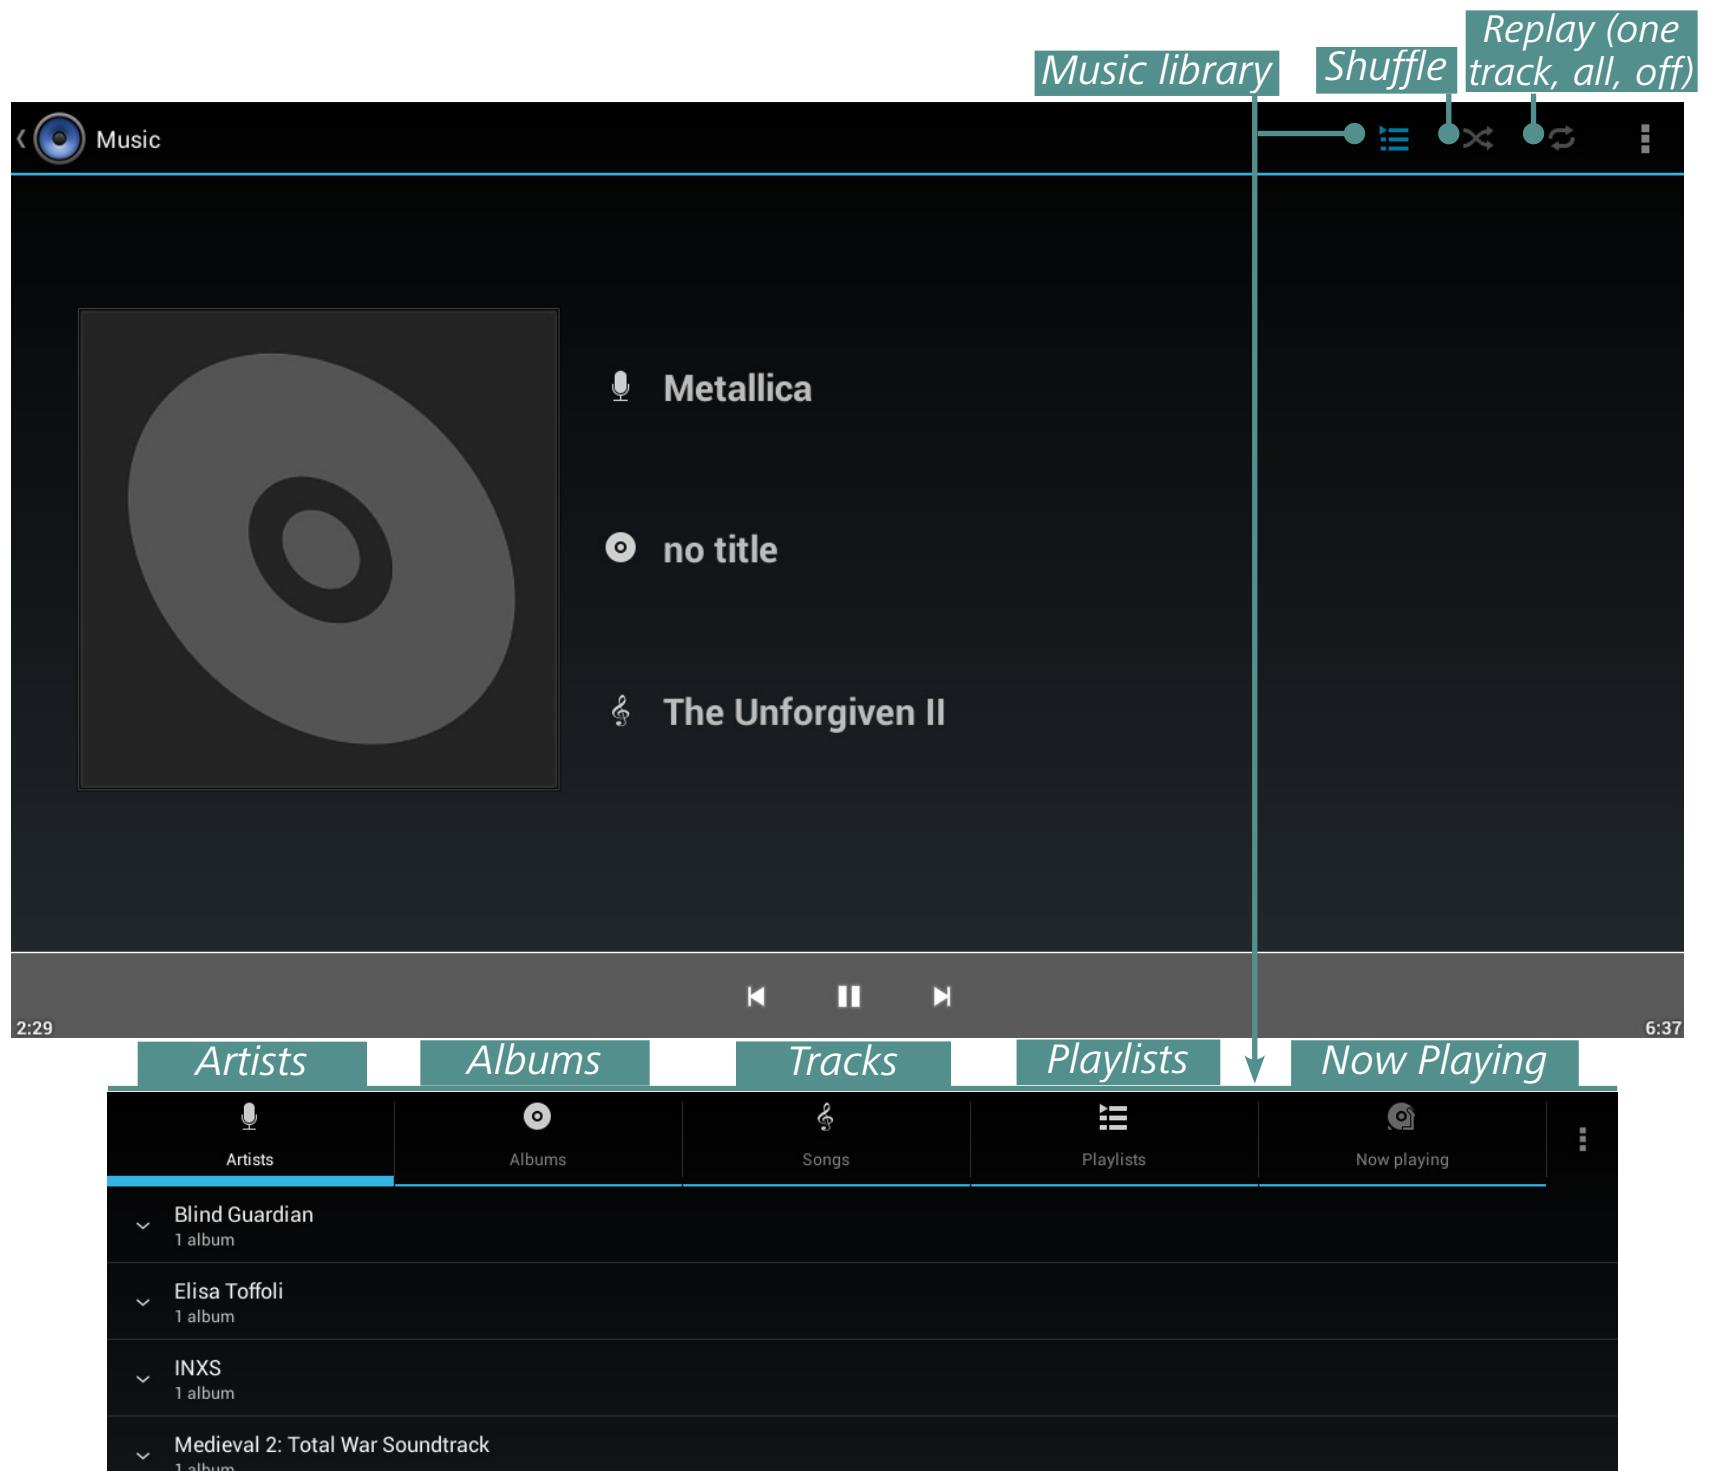 Replay (one
Music library
Shuffle
track, all, off)
Music
Metallica
no title
The Unforgiven II
2:29
6:37
Artists
Albums
Tracks
Playlists
Now Playing
Artists
Albums
Songs
Playlists
Now playing
Blind Guardian
1 album
Elisa Toffoli
1 album
INXS
1 album
Medieval 2: Total War Soundtrack
1 album